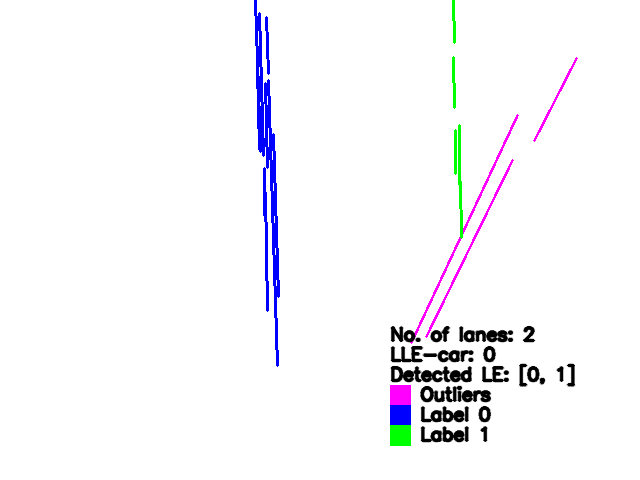 No. of lanes: 2
LLE-car: 0
Detected LE: [0, 1]
Outliers
Label 0
Label 1